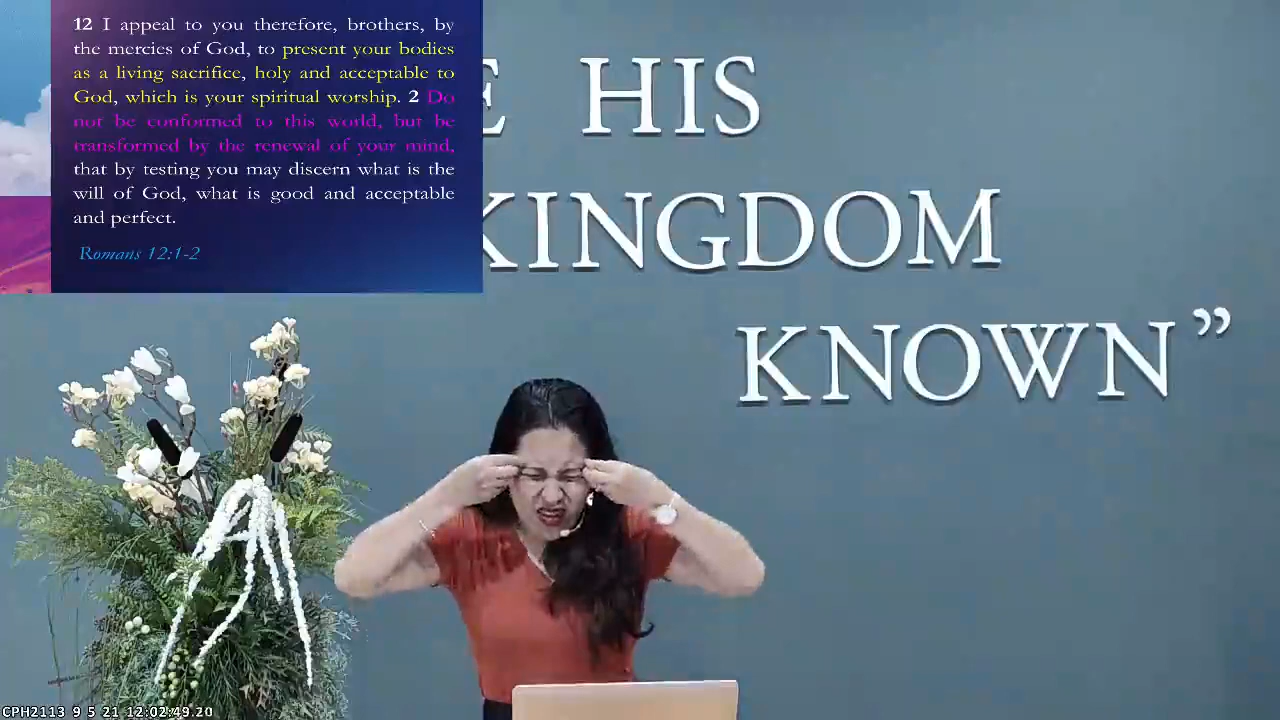 12 I appeal to you therefore, brothers, by
the mercies of God, to present your bodies
as a living sacrifice, holy and acceptable to
God, which is your spiritual worship. 2 Do
not be conformed to this world, but be
transformed by the renewal of your mind,
that by testing you may discern what is the
will of God, what is good and acceptable
and perfect.
Romans 12:1-2
E HIS
KINGDOM
KNOWN”
CPH2113 9 5 21 12:02:49.20